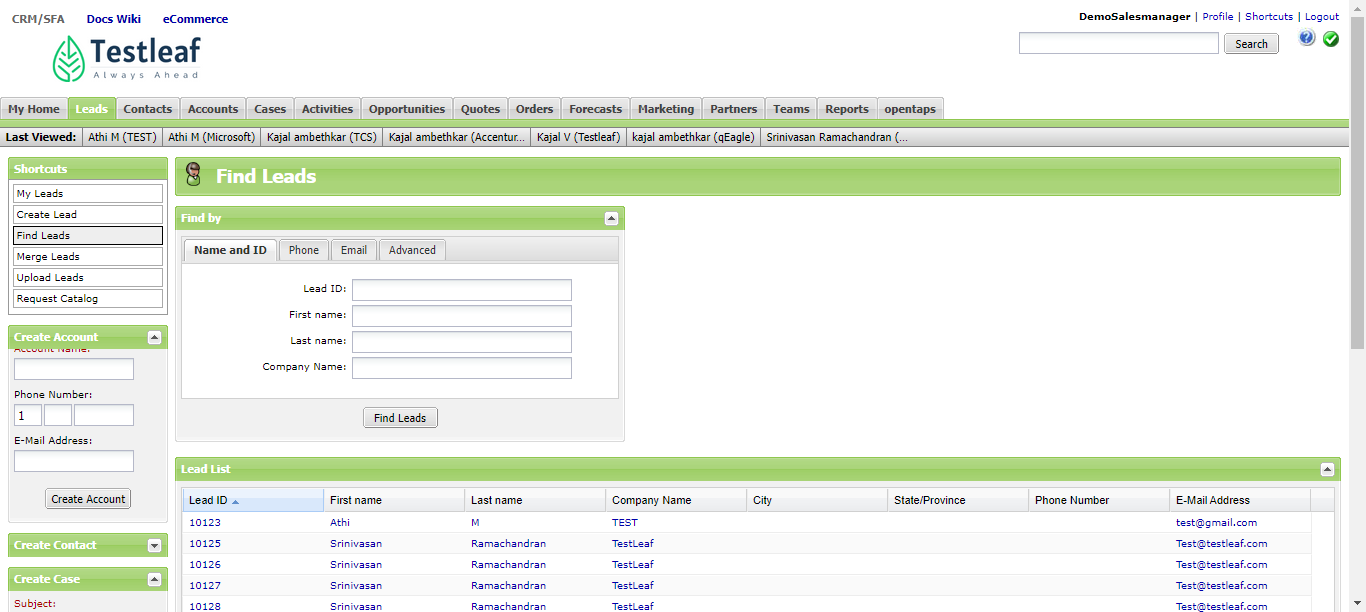 CRM/SFA Docs Wiki eCommerce
DemoSalesmanager | Profile | Shortcuts | Logout
Testleaf
Always Ahead
Search
My Home Leads Contacts Accounts Cases Activities Opportunities Quotes Orders Forecasts Marketing Partners Teams Reports opentaps
Last Viewed: Athi M (TEST) Athi M (Microsoft) Kajal ambethkar (TCS) Kajal ambethkar (Accentur... Kajal V (Testleaf) kajal ambethkar (qEagle) Srinivasan Ramachandran (...
Shortcuts
My Leads
Create Lead
Find Leads
Merge Leads
Upload Leads
Request Catalog
Create Account
Account Name:
Phone Number:
1
E-Mail Address:
Create Account
Create Contact
Create Case
Subject:
Find Leads
Find by
Name and ID Phone Email Advanced
Lead ID:
First name:
Last name:
Company Name:
Find Leads
Lead List
Lead ID First name Last name Company Name City State/Province Phone Number E-Mail Address
10123 Athi M TEST test@gmail.com
10125 Srinivasan Ramachandran TestLeaf Test@testleaf.com
10126 Srinivasan Ramachandran TestLeaf Test@testleaf.com
10127 Srinivasan Ramachandran TestLeaf Test@testleaf.com
10128 Srinivasan Ramachandran TestLeaf Test@testleaf.com